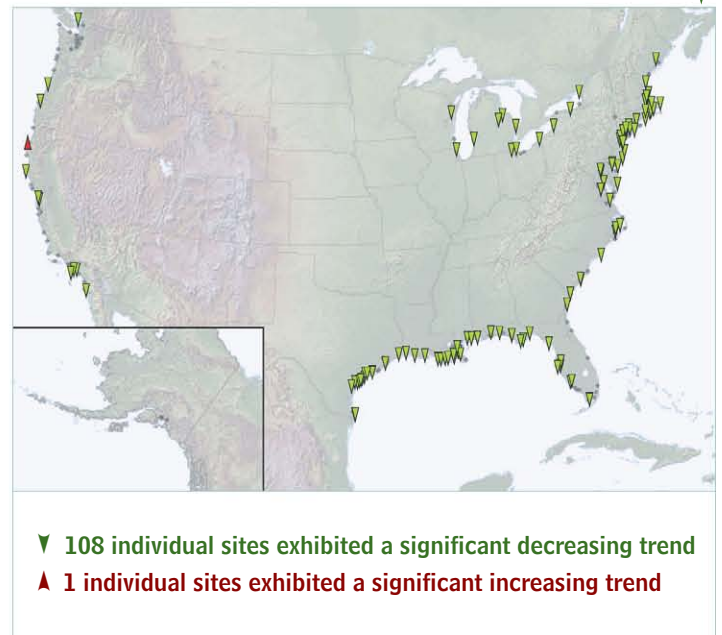 108 individual sites exhibited a significant decreasing trend
1 individual sites exhibited a significant increasing trend